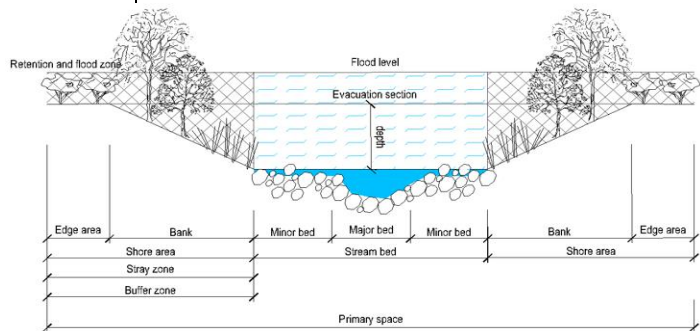 Flood level
Retention and flood zone
Evacuation section
depth
Edge area Bank Minor bed Major bed Minor bed Bank Edge area
Shore area Stream bed Shore area
Stray zone
Buffer zone
Primary space